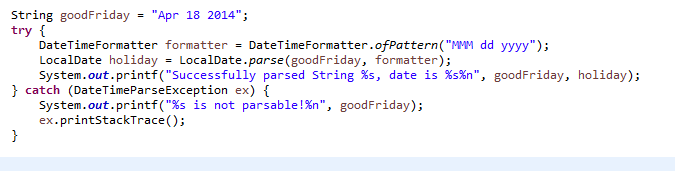 String goodFriday = "Apr 18 2014";
try {
    DateTimeFormatter formatter = DateTimeFormatter.ofPattern("MMM dd yyyy");
    LocalDate holiday = LocalDate.parse(goodFriday, formatter);
    System.out.printf("Successfully parsed String %s, date is %s%n", goodFriday, holiday);
} catch (DateTimeParseException ex) {
    System.out.printf("%s is not parsable!%n", goodFriday);
    ex.printStackTrace();
}